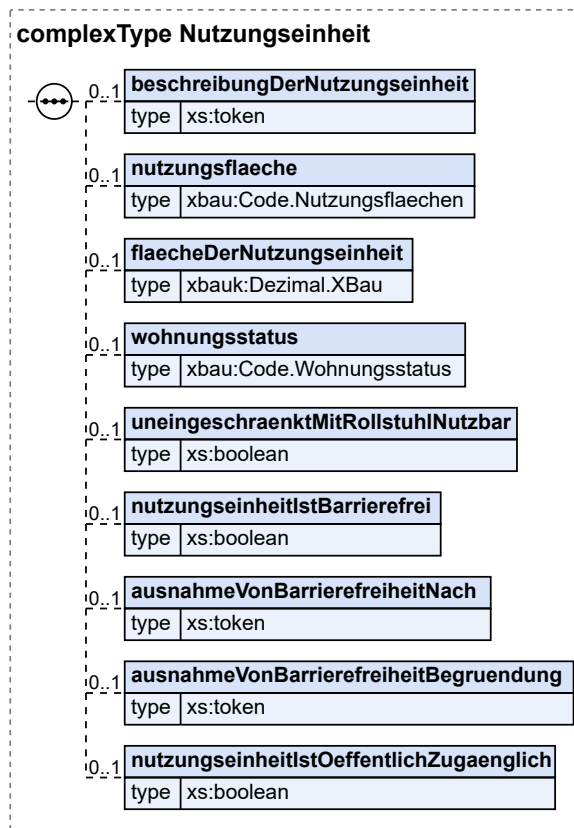 complexType Nutzungseinheit
0..1 beschreibungDerNutzungseinheit
type xs:token
0..1 nutzungsflaeche
type xbau:Code.Nutzungsflaechen
0..1 flaecheDerNutzungseinheit
type xbauk:Dezimal.XBau
0..1 wohnungsstatus
type xbau:Code.Wohnungsstatus
0..1 uneingeschraenktMitRollstuhlNutzbar
type xs:boolean
0..1 nutzungseinheitIstBarrierefrei
type xs:boolean
0..1 ausnahmeVonBarrierefreiheitNach
type xs:token
0..1 ausnahmeVonBarrierefreiheitBegruendung
type xs:token
0..1 nutzungseinheitIstOeffentlichZugaenglich
type xs:boolean